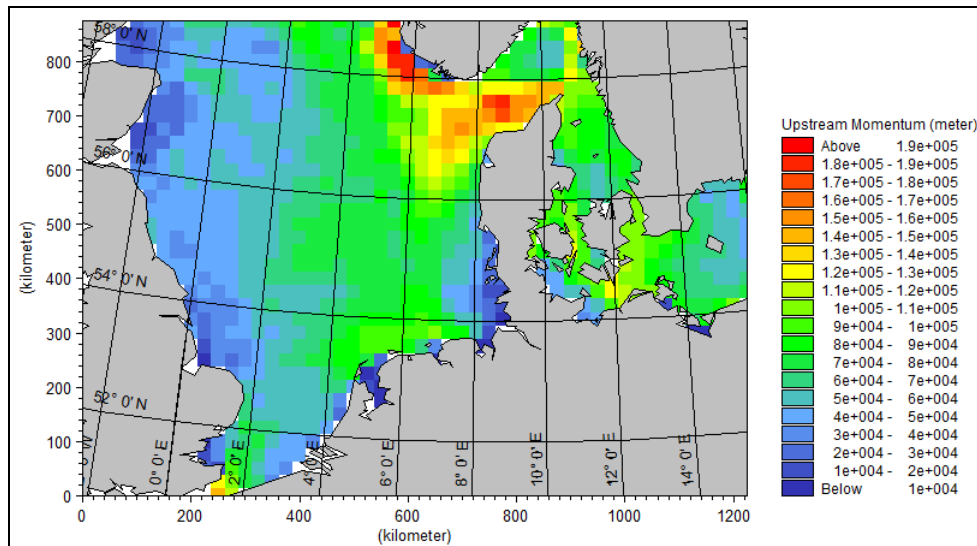 58° 0' N
56° 0' N
54° 0' N
52° 0' N
0° 0' E
2° 0' E
4° 0' E
6° 0' E
8° 0' E
10° 0' E
12° 0' E
14° 0' E
800
700
600
500
400
300
200
100
0
(kilometer)
0 200 400 600 800 1000 1200
(kilometer)
Upstream Momentum (meter)
Above 1.9e+005
1.8e+005 - 1.9e+005
1.7e+005 - 1.8e+005
1.6e+005 - 1.7e+005
1.5e+005 - 1.6e+005
1.4e+005 - 1.5e+005
1.3e+005 - 1.4e+005
1.2e+005 - 1.3e+005
1.1e+005 - 1.2e+005
1e+005 - 1.1e+005
9e+004 - 1e+005
8e+004 - 9e+004
7e+004 - 8e+004
6e+004 - 7e+004
5e+004 - 6e+004
4e+004 - 5e+004
3e+004 - 4e+004
2e+004 - 3e+004
1e+004 - 2e+004
Below 1e+004